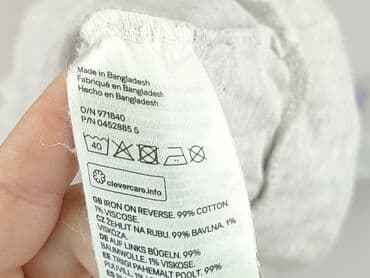 Made in Bangladesh
Fabriqué en Bangladesh
Hecho en Bangladesh
O/N 971840
P/N 0452885 5
40
clevercare.info
GB IRON ON REVERSE. 99% COTTON
1% VISCOSE.
CZ ŽEHLIT NA RUBU. 99% BAVLNA. 1%
VISKÓZA.
DE AUF LINKS BÜGELN. 99%
BAUMWOLLE, 1% VISKOSE.
EE TRIIGI PAHEMALT POOLT. 99%